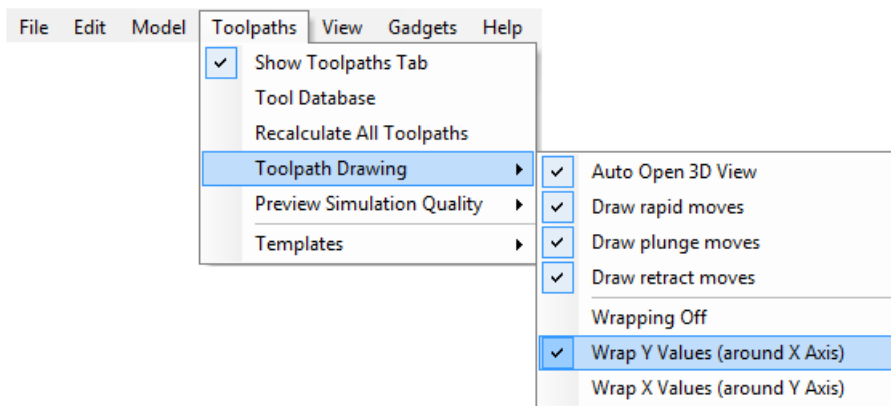 File Edit Model Toolpaths View Gadgets Help
Show Toolpaths Tab
Tool Database
Recalculate All Toolpaths
Toolpath Drawing
Preview Simulation Quality
Templates
Auto Open 3D View
Draw rapid moves
Draw plunge moves
Draw retract moves
Wrapping Off
Wrap Y Values (around X Axis)
Wrap X Values (around Y Axis)